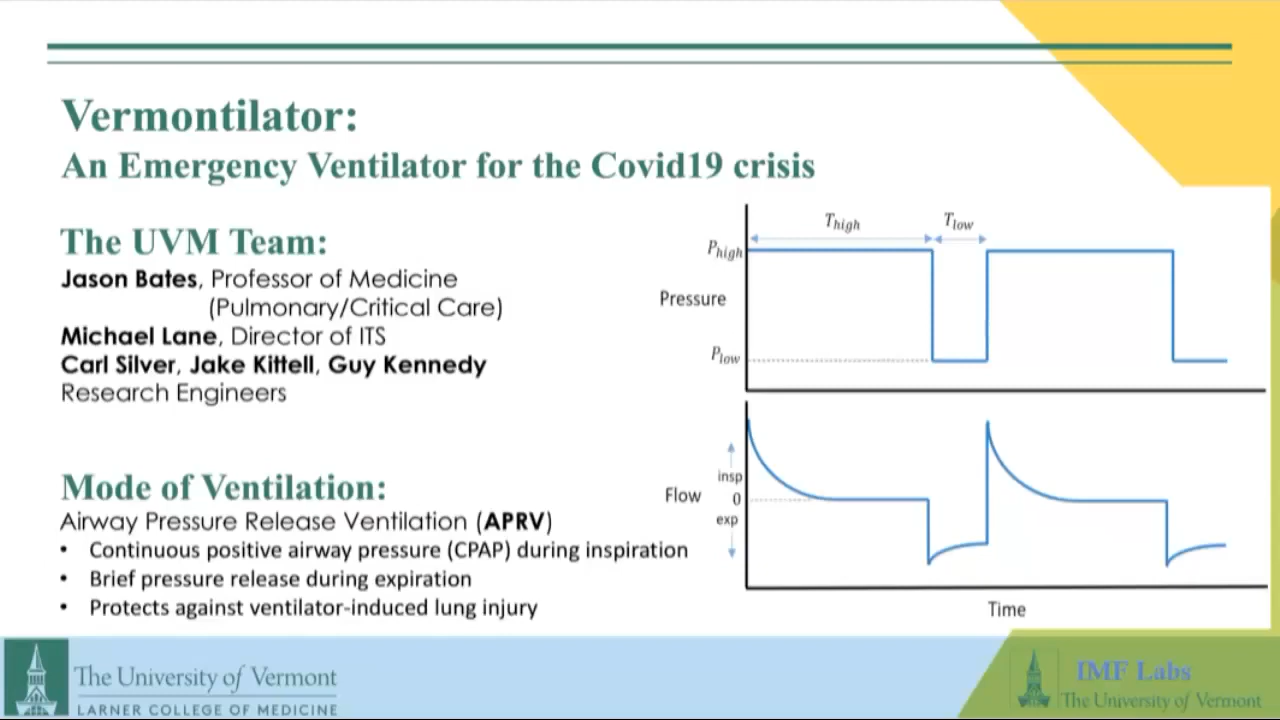 Vermontilator:
An Emergency Ventilator for the Covid19 crisis
The UVM Team:
Jason Bates, Professor of Medicine
(Pulmonary/Critical Care)
Michael Lane, Director of ITS
Carl Silver, Jake Kittell, Guy Kennedy
Research Engineers
Mode of Ventilation:
Airway Pressure Release Ventilation (APRV)
• Continuous positive airway pressure (CPAP) during inspiration
• Brief pressure release during expiration
• Protects against ventilator-induced lung injury
Thigh
Tlow
Phigh
Pressure
Plow
insp
Flow
0
exp
Time
The University of Vermont
LARNER COLLEGE OF MEDICINE
IMF Labs
The University of Vermont